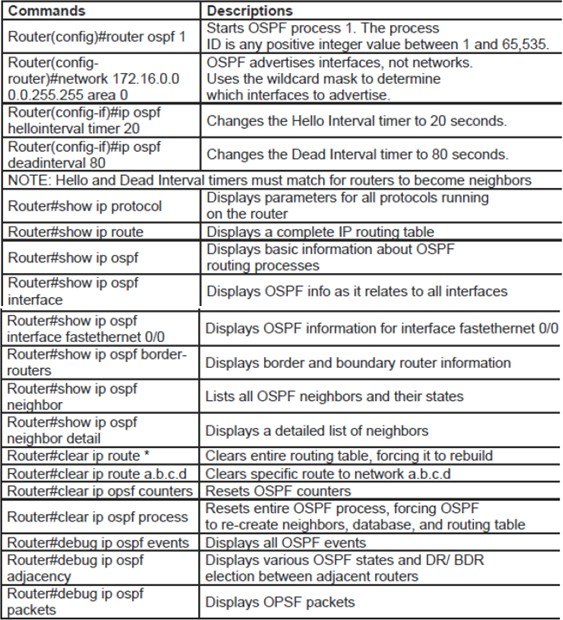 Commands
Descriptions
Router(config)#router ospf 1
Starts OSPF process 1. The process
ID is any positive integer value between 1 and 65,535.
Router(config-
router)#network 172.16.0.0
0.0.255.255 area 0
OSPF advertises interfaces, not networks.
Uses the wildcard mask to determine
which interfaces to advertise.
Router(config-if)#ip ospf
hellointerval timer 20
Changes the Hello Interval timer to 20 seconds.
Router(config-if)#ip ospf
deadinterval 80
Changes the Dead Interval timer to 80 seconds.
NOTE: Hello and Dead Interval timers must match for routers to become neighbors
Router#show ip protocol
Displays parameters for all protocols running
on the router
Router#show ip route
Displays a complete IP routing table
Router#show ip ospf
Displays basic information about OSPF
routing processes
Router#show ip ospf
interface
Displays OSPF info as it relates to all interfaces
Router#show ip ospf
interface fastethernet 0/0
Displays OSPF information for interface fastethernet 0/0
Router#show ip ospf border-
routers
Displays border and boundary router information
Router#show ip ospf
neighbor
Lists all OSPF neighbors and their states
Router#show ip ospf
neighbor detail
Displays a detailed list of neighbors
Router#clear ip route *
Clears entire routing table, forcing it to rebuild
Router#clear ip route a.b.c.d
Clears specific route to network a.b.c.d
Router#clear ip opsf counters
Resets OSPF counters
Router#clear ip ospf process
Resets entire OSPF process, forcing OSPF
to re-create neighbors, database, and routing table
Router#debug ip ospf events
Displays all OSPF events
Router#debug ip ospf
adjacency
Displays various OSPF states and DR/ BDR
election between adjacent routers
Router#debug ip ospf
packets
Displays OPSF packets